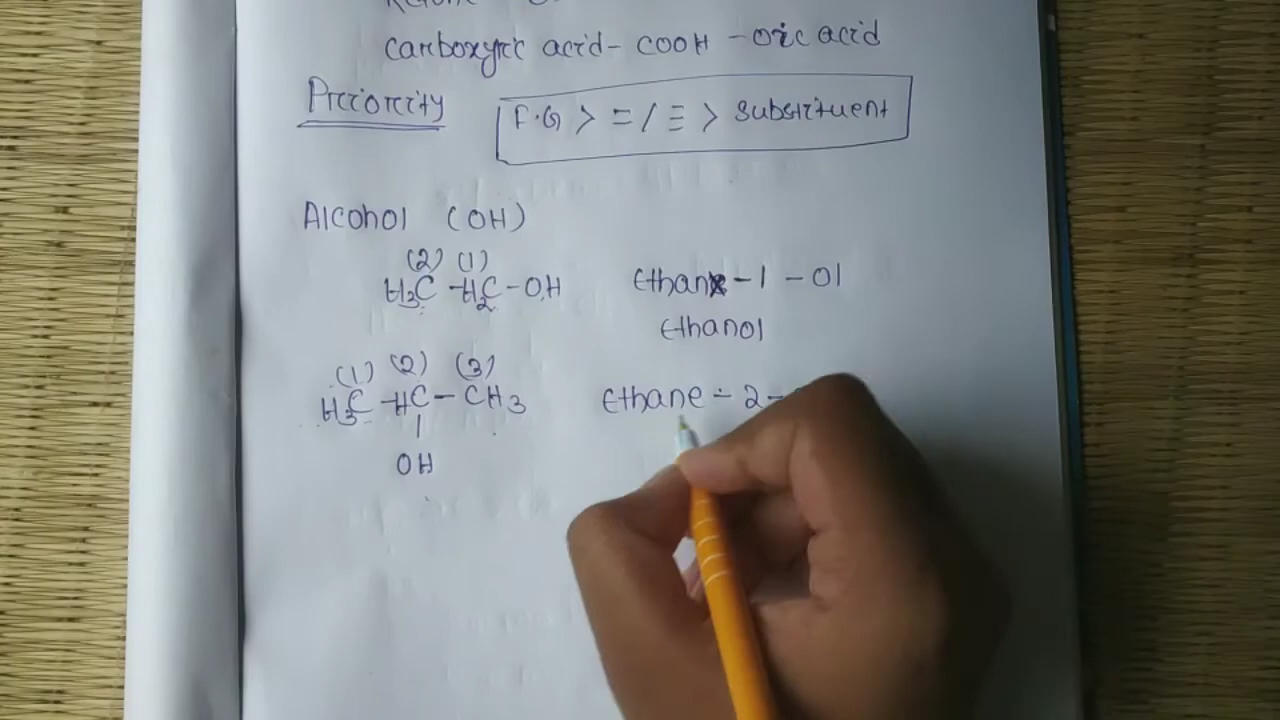 carboxylic acid - COOH - oic acid
Priority
F.G > = / ≡ > Substituent
Alcohol (OH)
(2) (1)
H3C - H2C - OH
Ethane - 1 - Ol
Ethanol
(1) (2) (3)
H3C - HC - CH3
Ethane - 2 -
|
OH